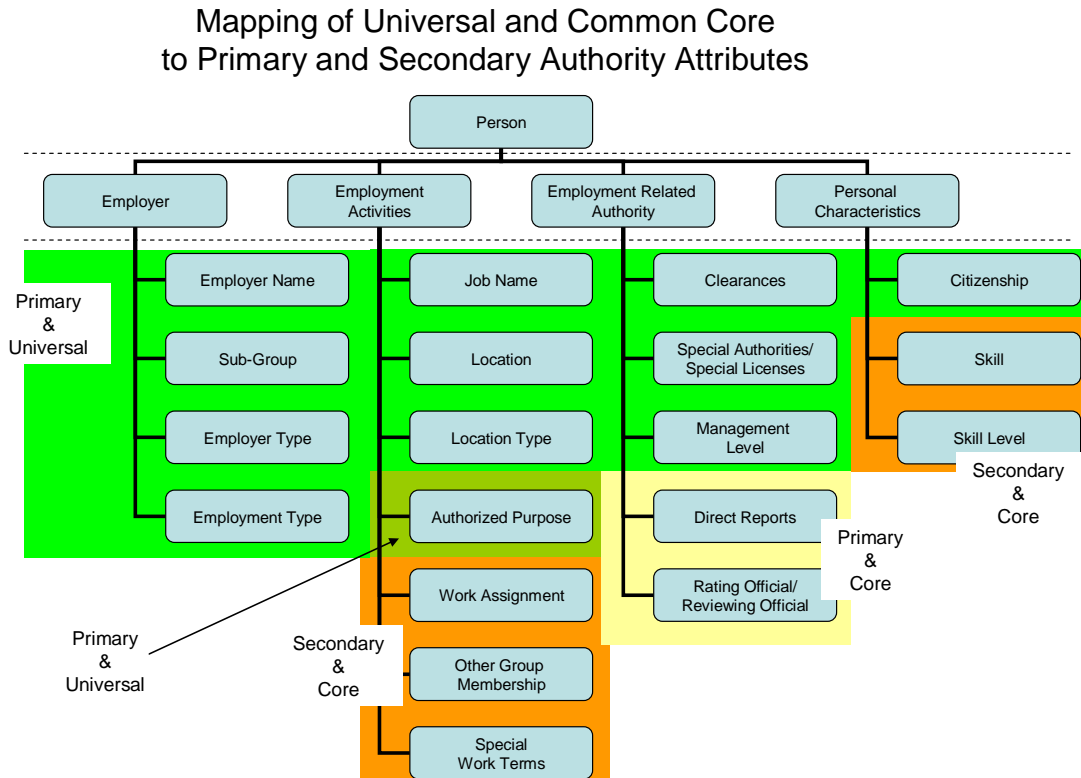 Mapping of Universal and Common Core
to Primary and Secondary Authority Attributes
Person
Employer
Employment
Activities
Employment Related
Authority
Personal
Characteristics
Primary
&
Universal
Employer Name
Job Name
Clearances
Citizenship
Sub-Group
Location
Special Authorities/
Special Licenses
Skill
Employer Type
Location Type
Management
Level
Skill Level
Secondary
&
Core
Employment Type
Authorized Purpose
Direct Reports
Primary
&
Core
Work Assignment
Rating Official/
Reviewing Official
Primary
&
Universal
Secondary
&
Core
Other Group
Membership
Special
Work Terms